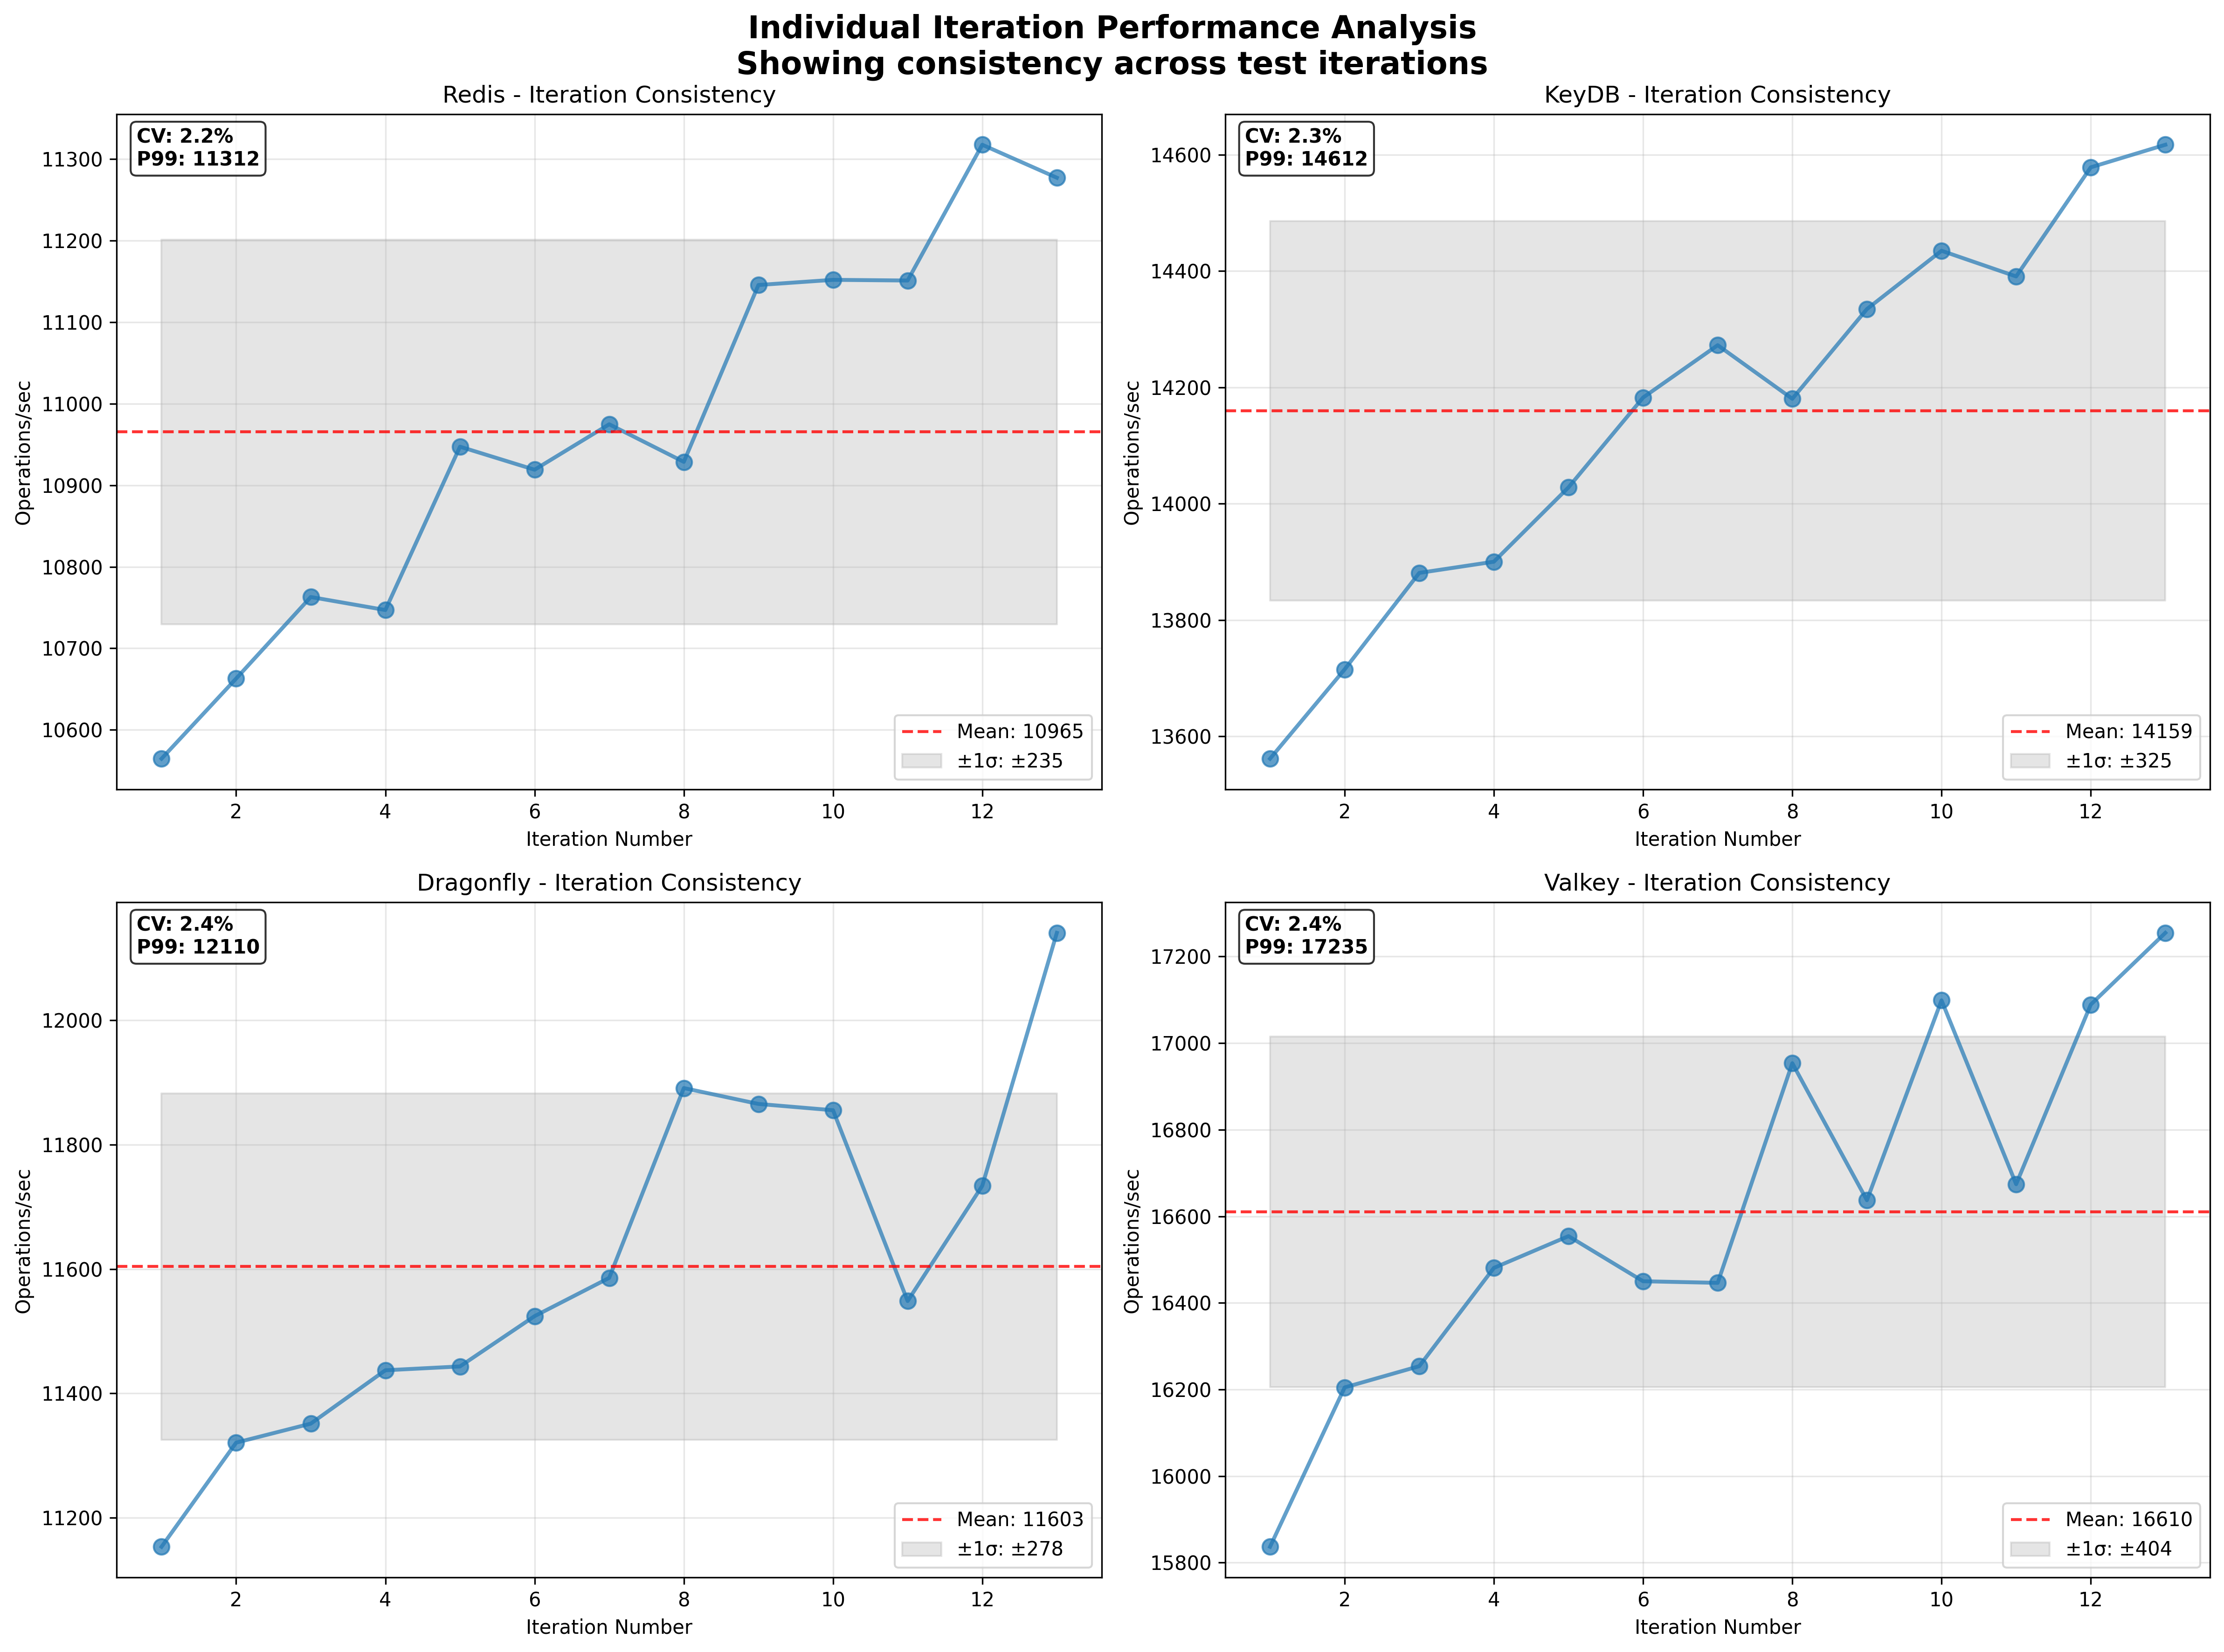 Individual Iteration Performance Analysis
Showing consistency across test iterations
Redis - Iteration Consistency
CV: 2.2%
P99: 11312
11300
11200
11100
11000
10900
10800
10700
10600
Operations/sec
Mean: 10965
±1σ: ±235
2 4 6 8 10 12
Iteration Number
KeyDB - Iteration Consistency
CV: 2.3%
P99: 14612
14600
14400
14200
14000
13800
13600
Operations/sec
Mean: 14159
±1σ: ±325
2 4 6 8 10 12
Iteration Number
Dragonfly - Iteration Consistency
CV: 2.4%
P99: 12110
12000
11800
11600
11400
11200
Operations/sec
Mean: 11603
±1σ: ±278
2 4 6 8 10 12
Iteration Number
Valkey - Iteration Consistency
CV: 2.4%
P99: 17235
17200
17000
16800
16600
16400
16200
16000
15800
Operations/sec
Mean: 16610
±1σ: ±404
2 4 6 8 10 12
Iteration Number